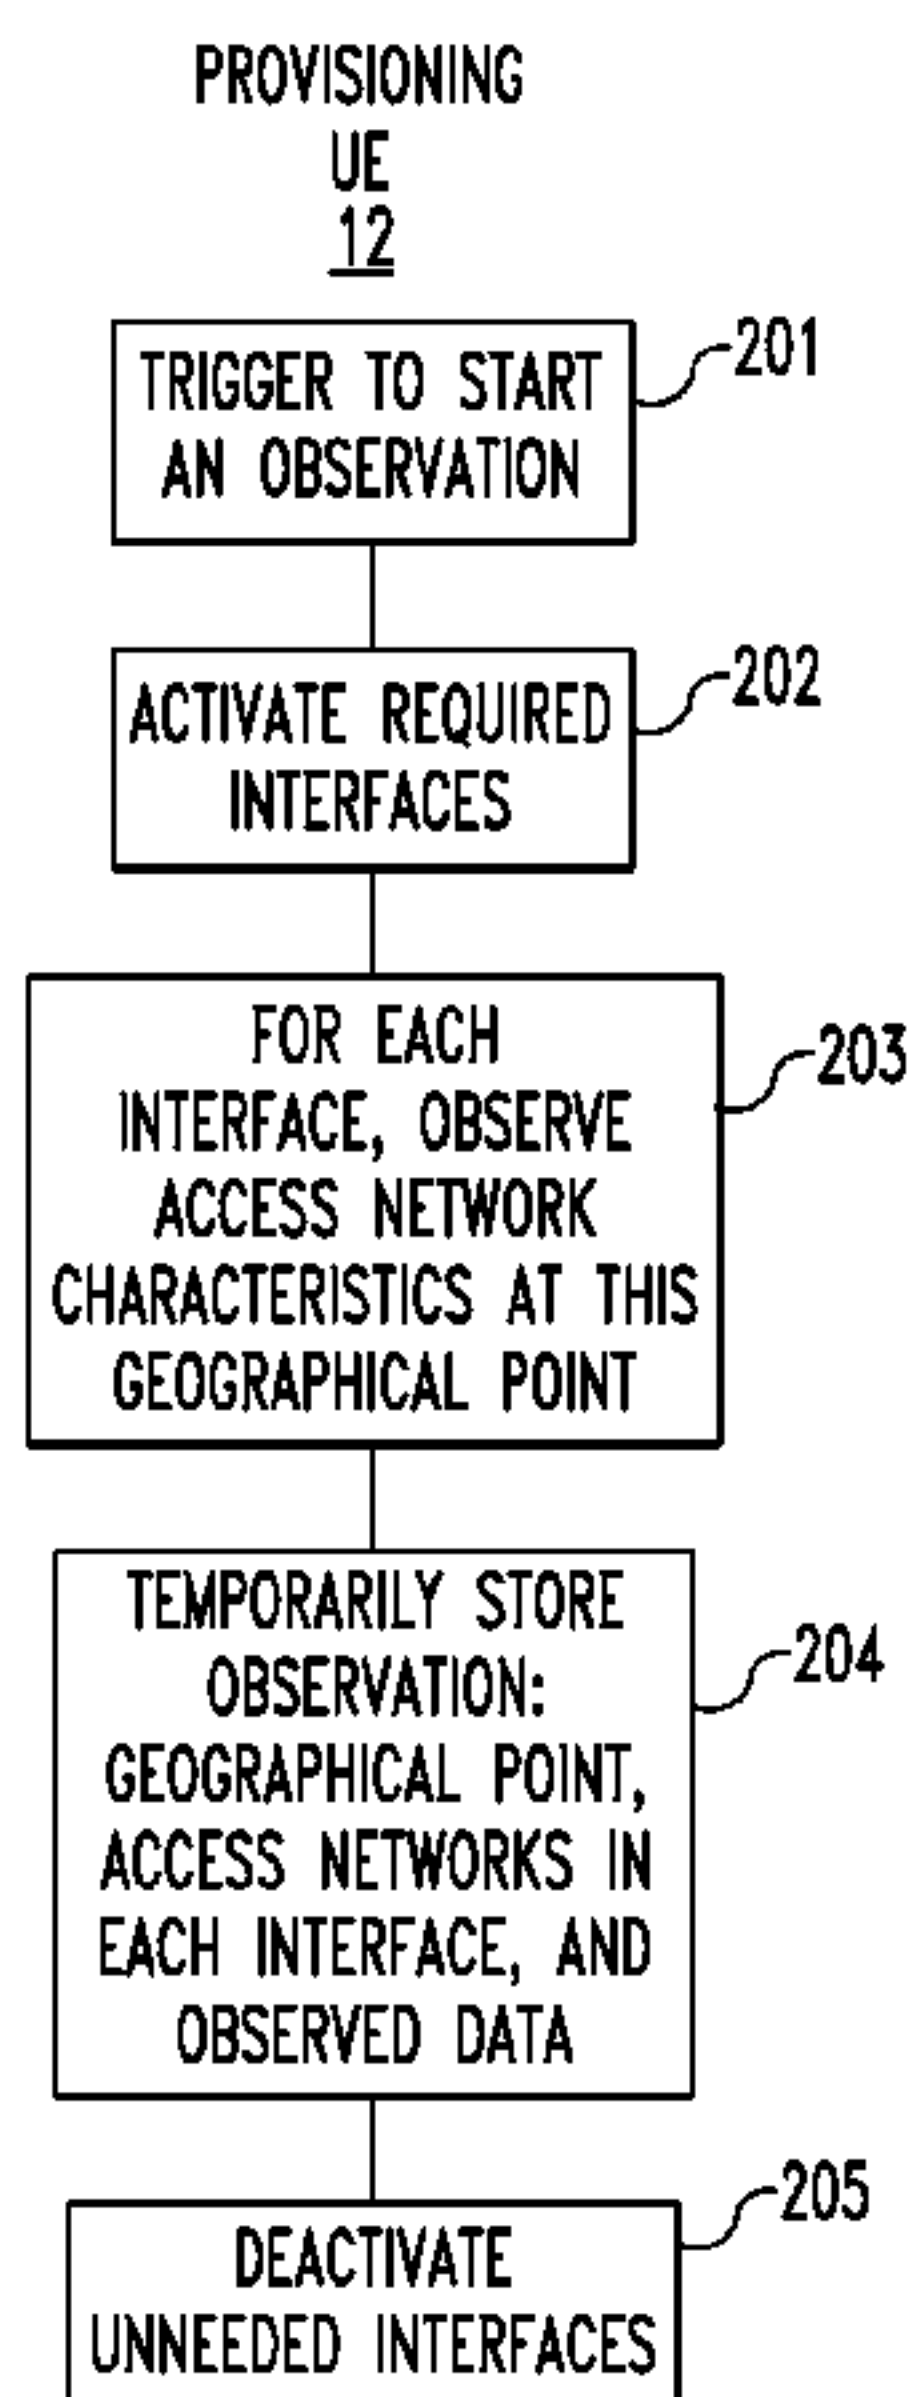 PROVISIONING
UE
12
TRIGGER TO START
AN OBSERVATION
201
ACTIVATE REQUIRED
INTERFACES
202
FOR EACH
INTERFACE, OBSERVE
ACCESS NETWORK
CHARACTERISTICS AT THIS
GEOGRAPHICAL POINT
203
TEMPORARILY STORE
OBSERVATION:
GEOGRAPHICAL POINT,
ACCESS NETWORKS IN
EACH INTERFACE, AND
OBSERVED DATA
204
DEACTIVATE
UNNEEDED INTERFACES
205